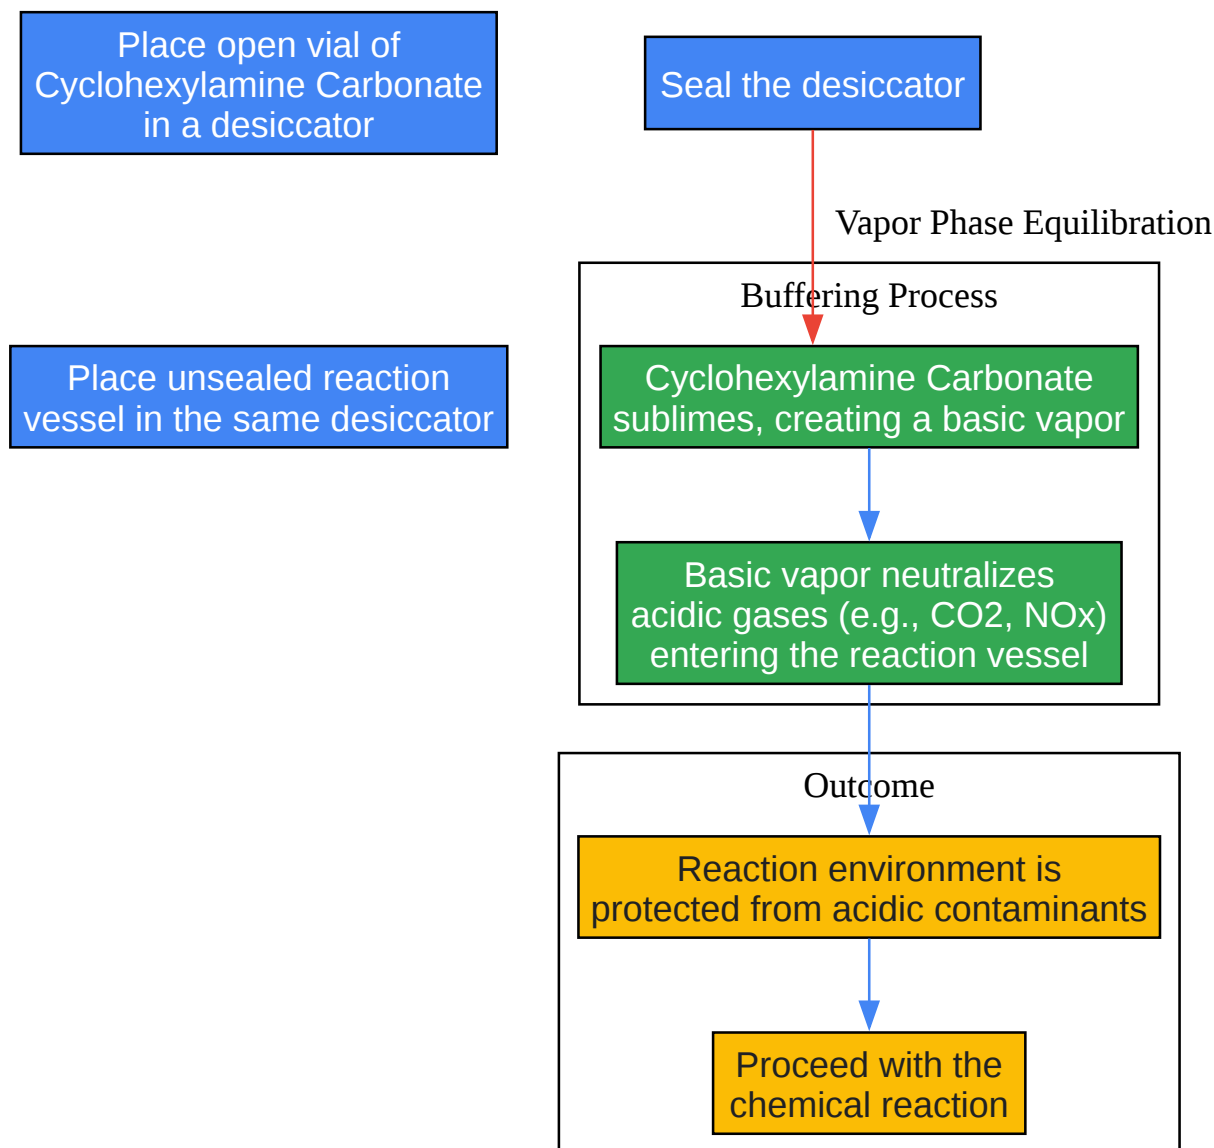 Place open vial of
Cyclohexylamine Carbonate
in a desiccator
Seal the desiccator
Vapor Phase Equilibration
Buffering Process
Place unsealed reaction
vessel in the same desiccator
Cyclohexylamine Carbonate
sublimes, creating a basic vapor
Basic vapor neutralizes
acidic gases (e.g., CO2, NOx)
entering the reaction vessel
Outcome
Reaction environment is
protected from acidic contaminants
Proceed with the
chemical reaction